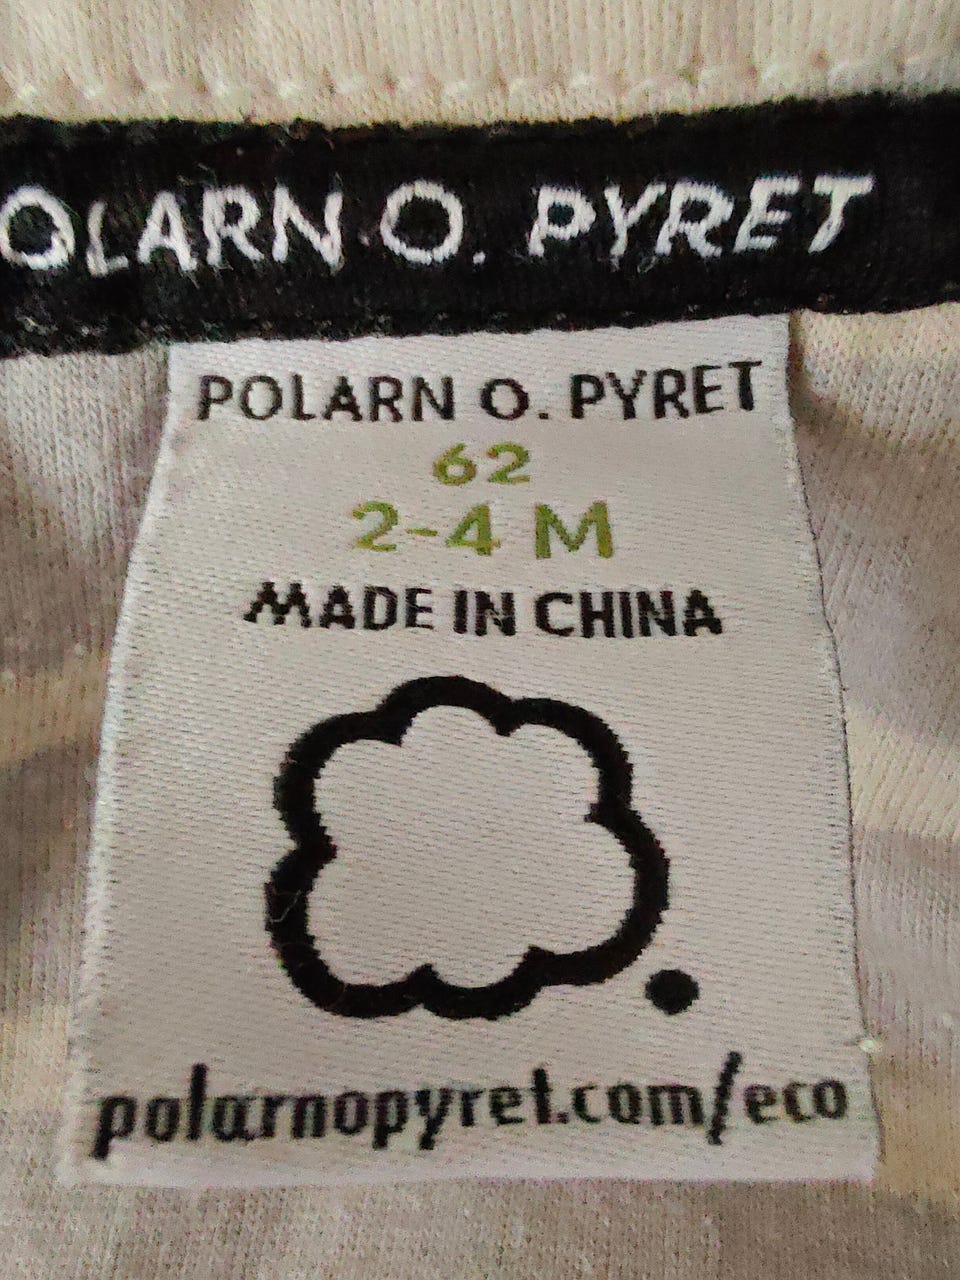 OLARN O. PYRET
POLARN O. PYRET
62
2-4 M
MADE IN CHINA
polarnopyret.com/eco